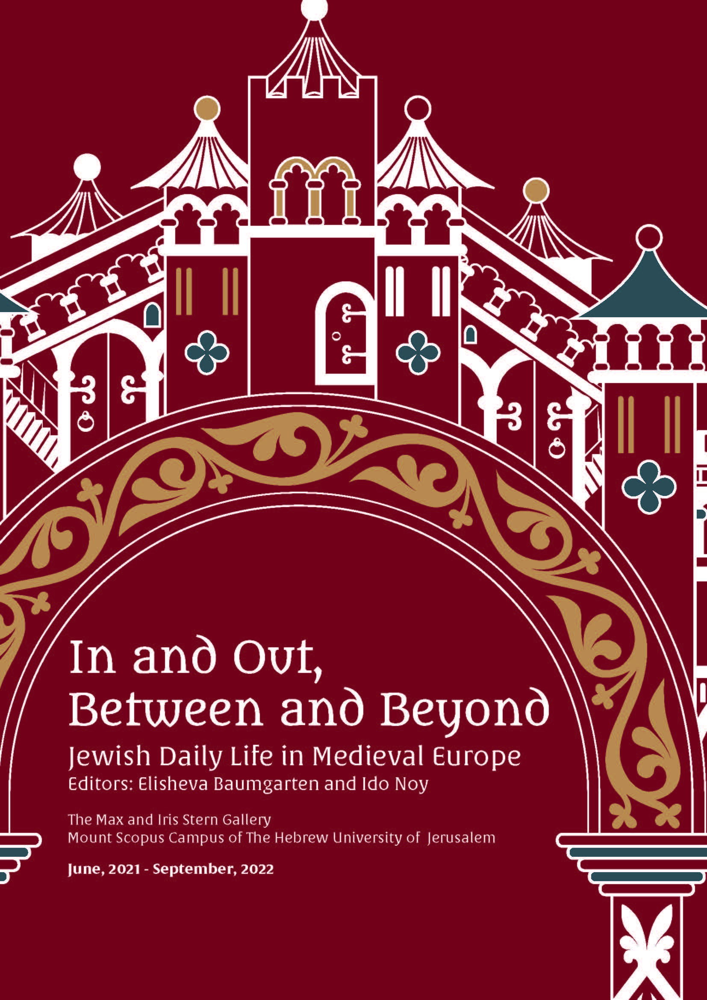 In and Out,
Between and Beyond
Jewish Daily Life in Medieval Europe
Editors: Elisheva Baumgarten and Ido Noy
The Max and Iris Stern Gallery
Mount Scopus Campus of The Hebrew University of Jerusalem
June, 2021 - September, 2022